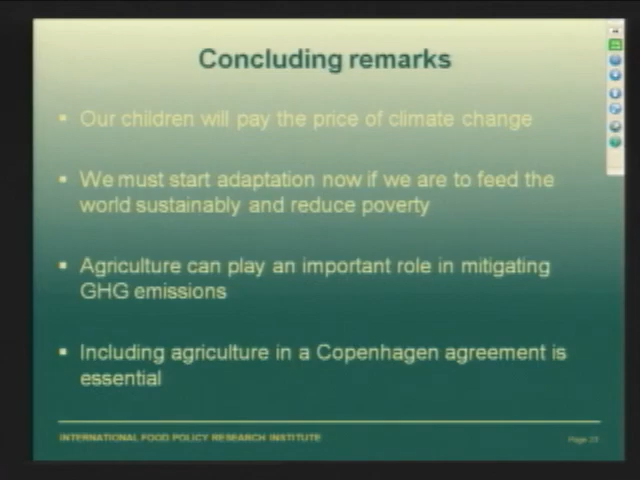 Concluding remarks
▪ Our children will pay the price of climate change
▪ We must start adaptation now if we are to feed the
world sustainably and reduce poverty
▪ Agriculture can play an important role in mitigating
GHG emissions
▪ Including agriculture in a Copenhagen agreement is
essential
INTERNATIONAL FOOD POLICY RESEARCH INSTITUTE
Page